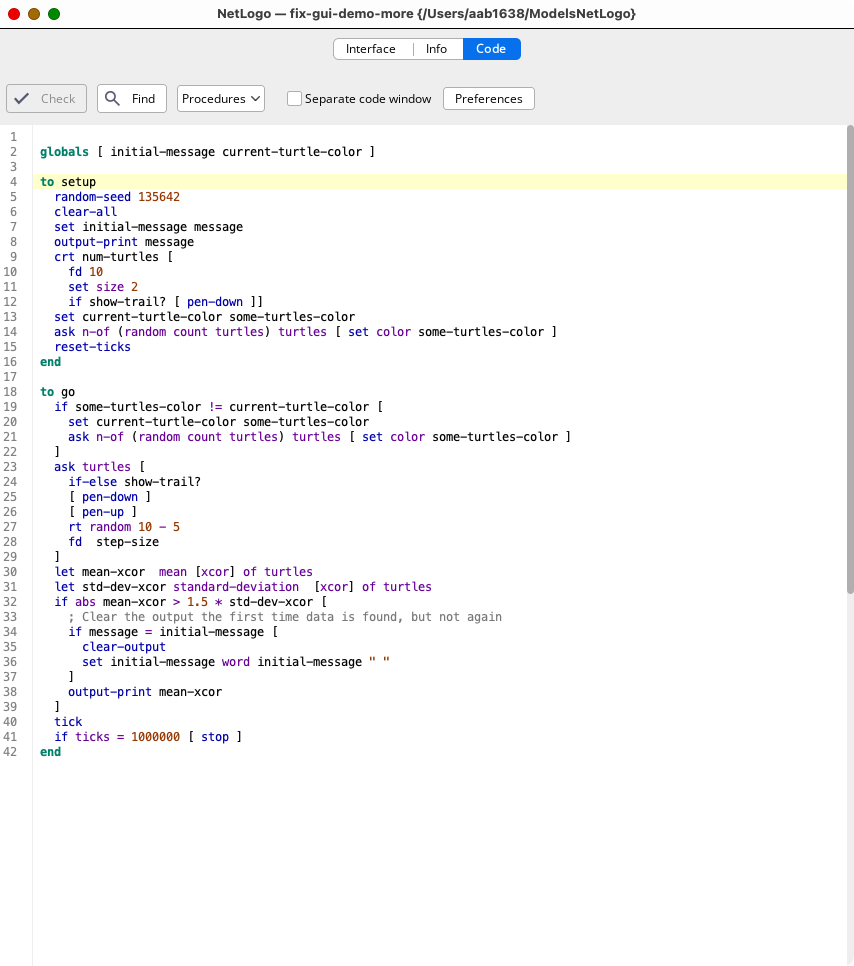 NetLogo — fix-gui-demo-more {/Users/aab1638/ModelsNetLogo}
Interface Info Code
Check Find Procedures Separate code window Preferences
1
2 globals [ initial-message current-turtle-color ]
3
4 to setup
5 random-seed 135642
6 clear-all
7 set initial-message message
8 output-print message
9 crt num-turtles [
10 fd 10
11 set size 2
12 if show-trail? [ pen-down ]]
13 set current-turtle-color some-turtles-color
14 ask n-of (random count turtles) turtles [ set color some-turtles-color ]
15 reset-ticks
16 end
17
18 to go
19 if some-turtles-color != current-turtle-color [
20 set current-turtle-color some-turtles-color
21 ask n-of (random count turtles) turtles [ set color some-turtles-color ]
22 ]
23 ask turtles [
24 if-else show-trail?
25 [ pen-down ]
26 [ pen-up ]
27 rt random 10 - 5
28 fd  step-size
29 ]
30 let mean-xcor  mean [xcor] of turtles
31 let std-dev-xcor standard-deviation  [xcor] of turtles
32 if abs mean-xcor > 1.5 * std-dev-xcor [
33 ; Clear the output the first time data is found, but not again
34 if message = initial-message [
35 clear-output
36 set initial-message word initial-message " "
37 ]
38 output-print mean-xcor
39 ]
40 tick
41 if ticks = 1000000 [ stop ]
42 end